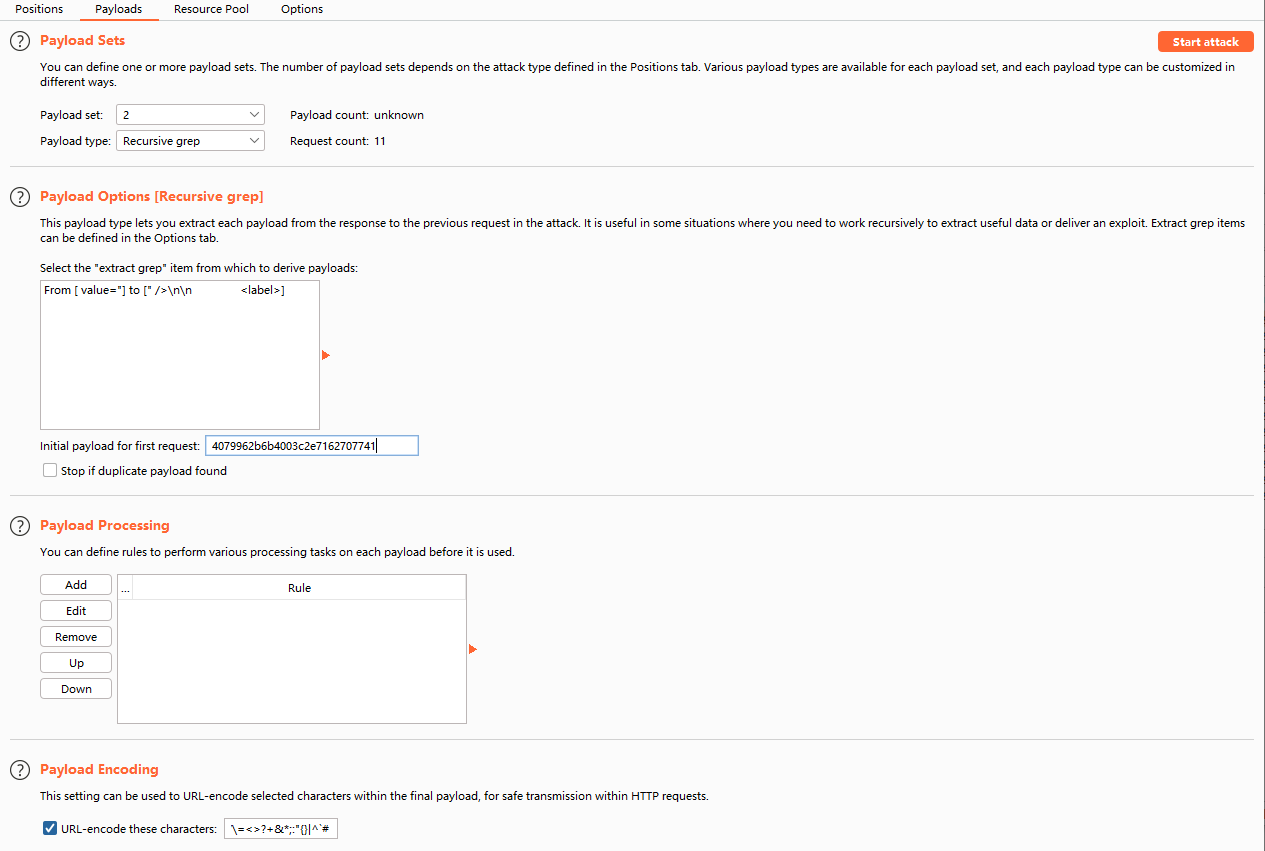 Positions Payloads Resource Pool Options
? Payload Sets
Start attack
You can define one or more payload sets. The number of payload sets depends on the attack type defined in the Positions tab. Various payload types are available for each payload set, and each payload type can be customized in
different ways.
Payload set: 2 Payload count: unknown
Payload type: Recursive grep Request count: 11
? Payload Options [Recursive grep]
This payload type lets you extract each payload from the response to the previous request in the attack. It is useful in some situations where you need to work recursively to extract useful data or deliver an exploit. Extract grep items
can be defined in the Options tab.
Select the "extract grep" item from which to derive payloads:
From [ value="] to [" />\n\n <label>]
Initial payload for first request: 4079962b6b4003c2e7162707741
Stop if duplicate payload found
? Payload Processing
You can define rules to perform various processing tasks on each payload before it is used.
Add ... Rule
Edit
Remove
Up
Down
? Payload Encoding
This setting can be used to URL-encode selected characters within the final payload, for safe transmission within HTTP requests.
URL-encode these characters: \=<>?+&*;:"{}|^`#